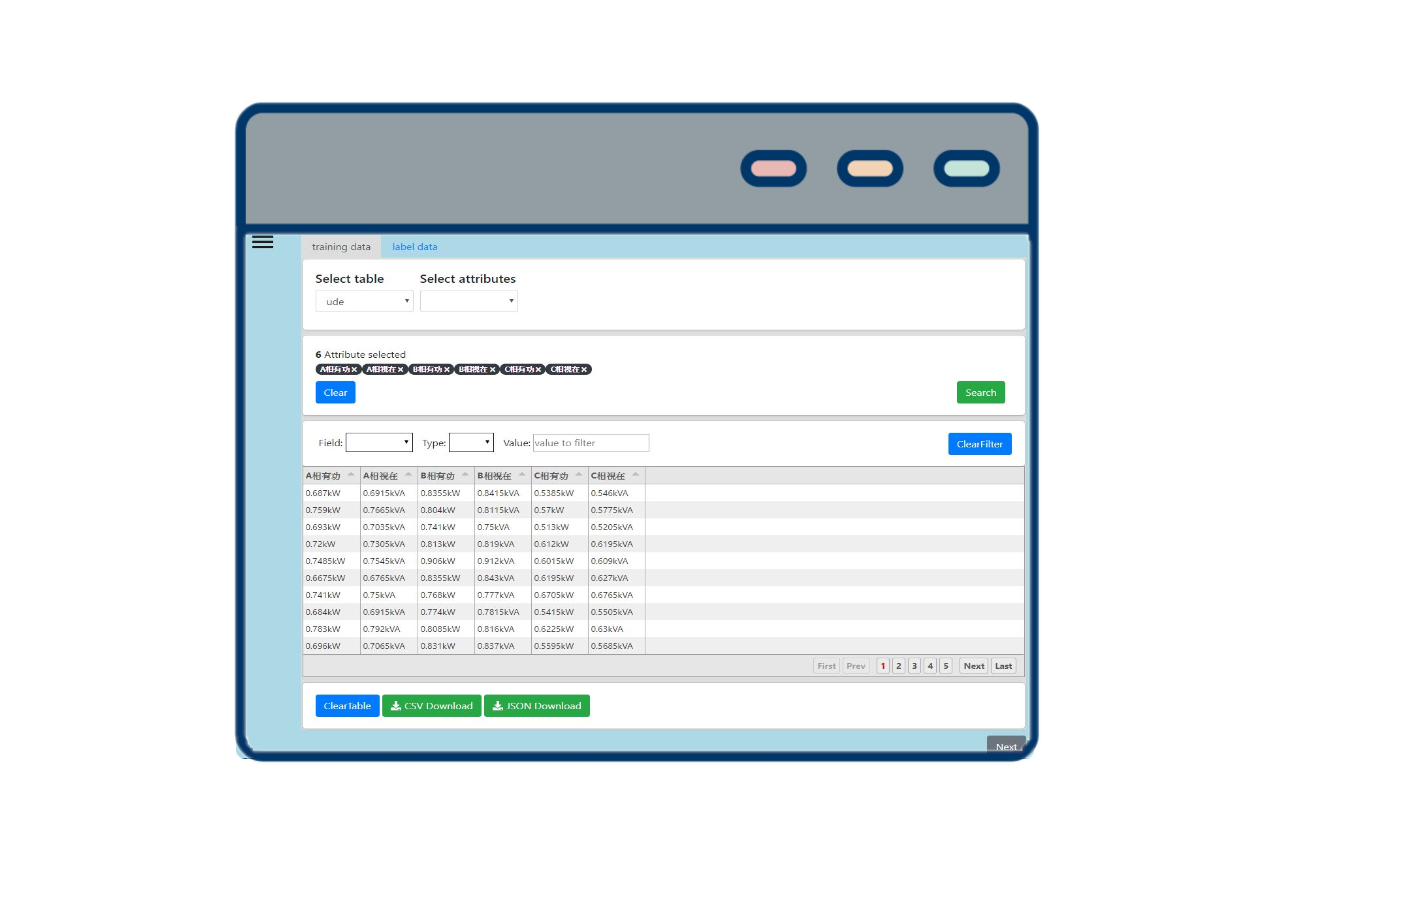 training data label data
Select table Select attributes
ude
6 Attribute selected
A相有功× A相視在× B相有功× B相視在× C相有功× C相視在×
Clear Search
Field: Type: Value: value to filter ClearFilter
A相有功 A相視在 B相有功 B相視在 C相有功 C相視在
0.687kW 0.6915kVA 0.8355kW 0.8415kVA 0.5385kW 0.546kVA
0.759kW 0.7665kVA 0.804kW 0.8115kVA 0.57kW 0.5775kVA
0.693kW 0.7035kVA 0.741kW 0.75kVA 0.513kW 0.5205kVA
0.72kW 0.7305kVA 0.813kW 0.819kVA 0.612kW 0.6195kVA
0.7485kW 0.7545kVA 0.906kW 0.912kVA 0.6015kW 0.609kVA
0.6675kW 0.6765kVA 0.8355kW 0.843kVA 0.6195kW 0.627kVA
0.741kW 0.75kVA 0.768kW 0.777kVA 0.6705kW 0.6765kVA
0.684kW 0.6915kVA 0.774kW 0.7815kVA 0.5415kW 0.5505kVA
0.783kW 0.792kVA 0.8085kW 0.816kVA 0.6225kW 0.63kVA
0.696kW 0.7065kVA 0.831kW 0.837kVA 0.5595kW 0.5685kVA
First Prev 1 2 3 4 5 Next Last
ClearTable CSV Download JSON Download
Next